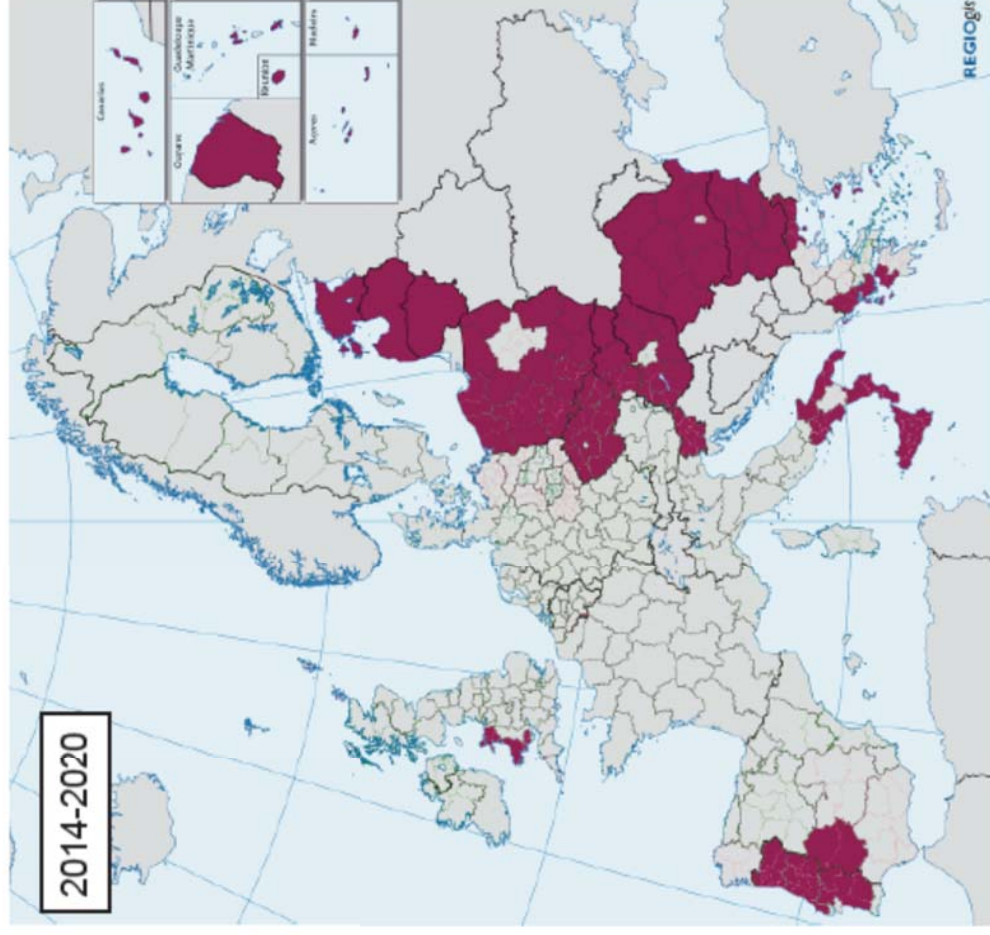 2014-2020
Canarias
Guyane
Guadeloupe
Martinique
Réunion
Açores
Madeira
REGIOgis